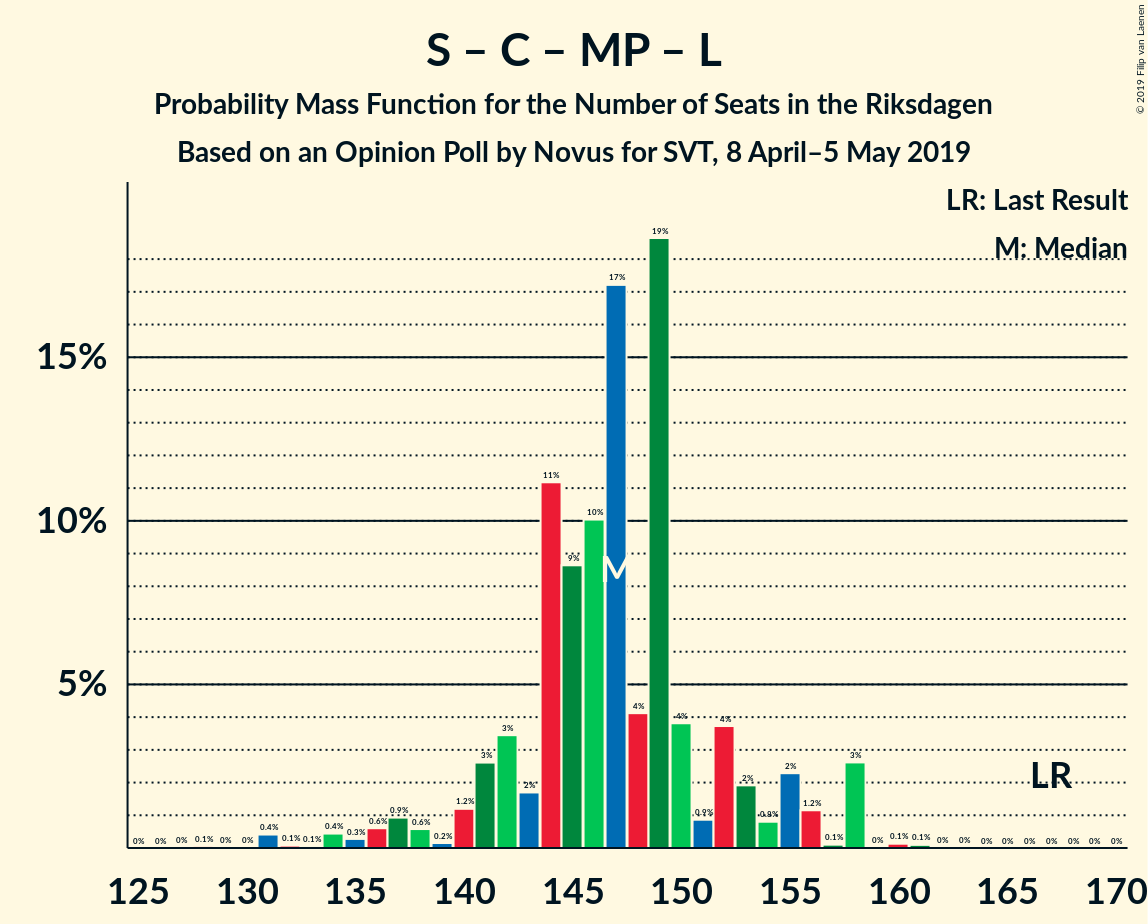 S – C – MP – L
Probability Mass Function for the Number of Seats in the Riksdagen
Based on an Opinion Poll by Novus for SVT, 8 April–5 May 2019
© 2019 Filip van Laenen
LR: Last Result
M: Median
15%
10%
5%
0% 0% 0% 0.1% 0% 0% 0.4% 0.1% 0.1% 0.4% 0.3% 0.6% 0.9% 0.6% 0.2% 1.2% 3% 3% 2% 11% 9% 10% 17% 4% 19% 4% 0.9% 4% 2% 0.8% 2% 1.2% 0.1% 3% 0% 0.1% 0.1% 0% 0% 0% 0% 0% 0% 0% 0% 0%
M
LR
125 130 135 140 145 150 155 160 165 170